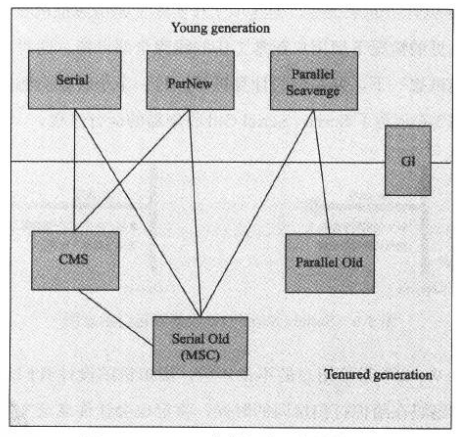 Young generation
Serial
ParNew
Parallel
Scavenge
G1
CMS
Parallel Old
Serial Old
(MSC)
Tenured generation